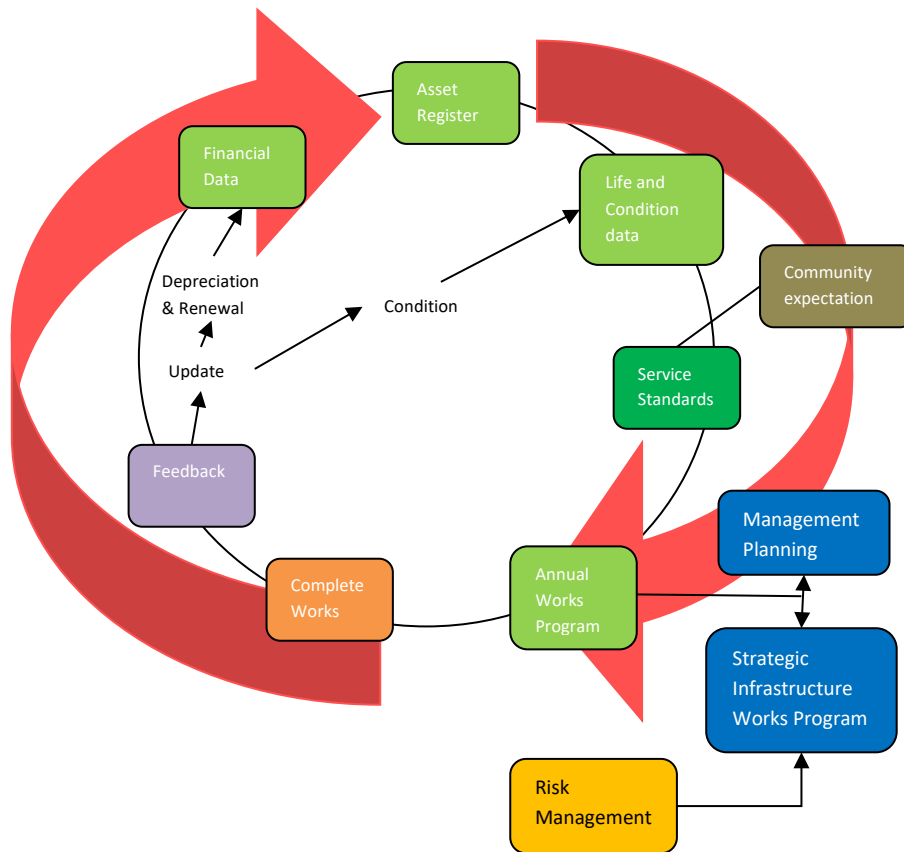 Asset
Register
Financial
Data
Life and
Condition
data
Community
expectation
Depreciation
& Renewal
Condition
Update
Service
Standards
Feedback
Management
Planning
Complete
Works
Annual
Works
Program
Strategic
Infrastructure
Works Program
Risk
Management